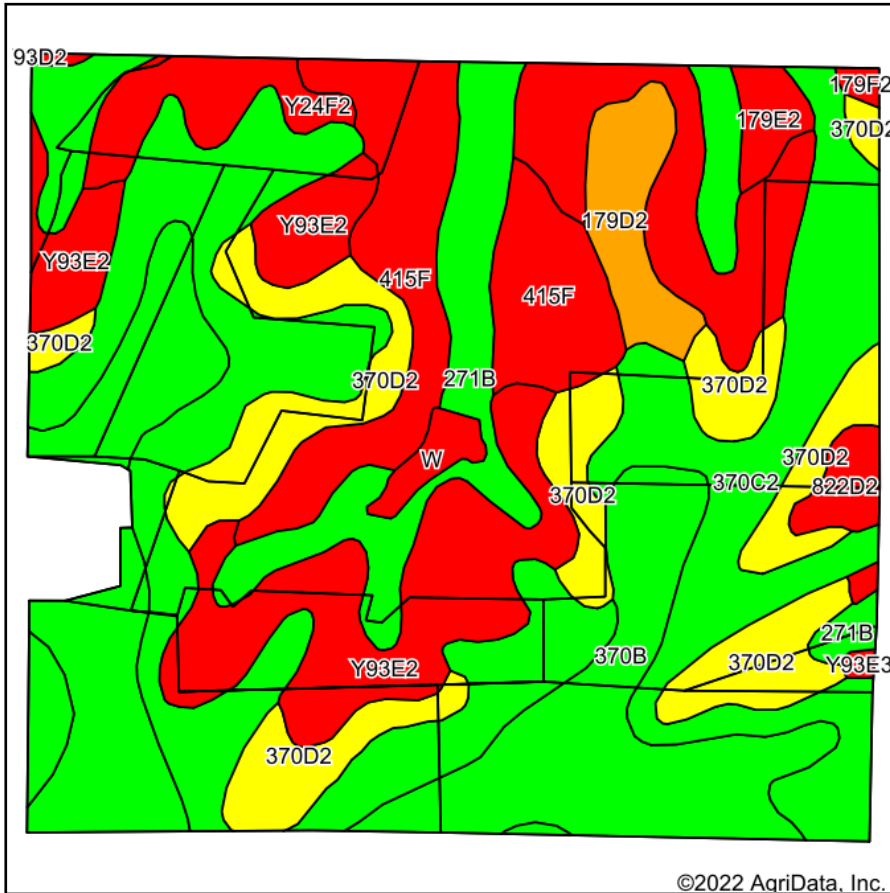 93D2
179F2
Y24F2
179E2
370D2
179D2
Y93E2
Y93E2
415F
415F
370D2
370D2
271B
370D2
370D2
W
370C2
822D2
370D2
271B
370B
370D2
Y93E3
Y93E2
370D2
©2022 AgriData, Inc.